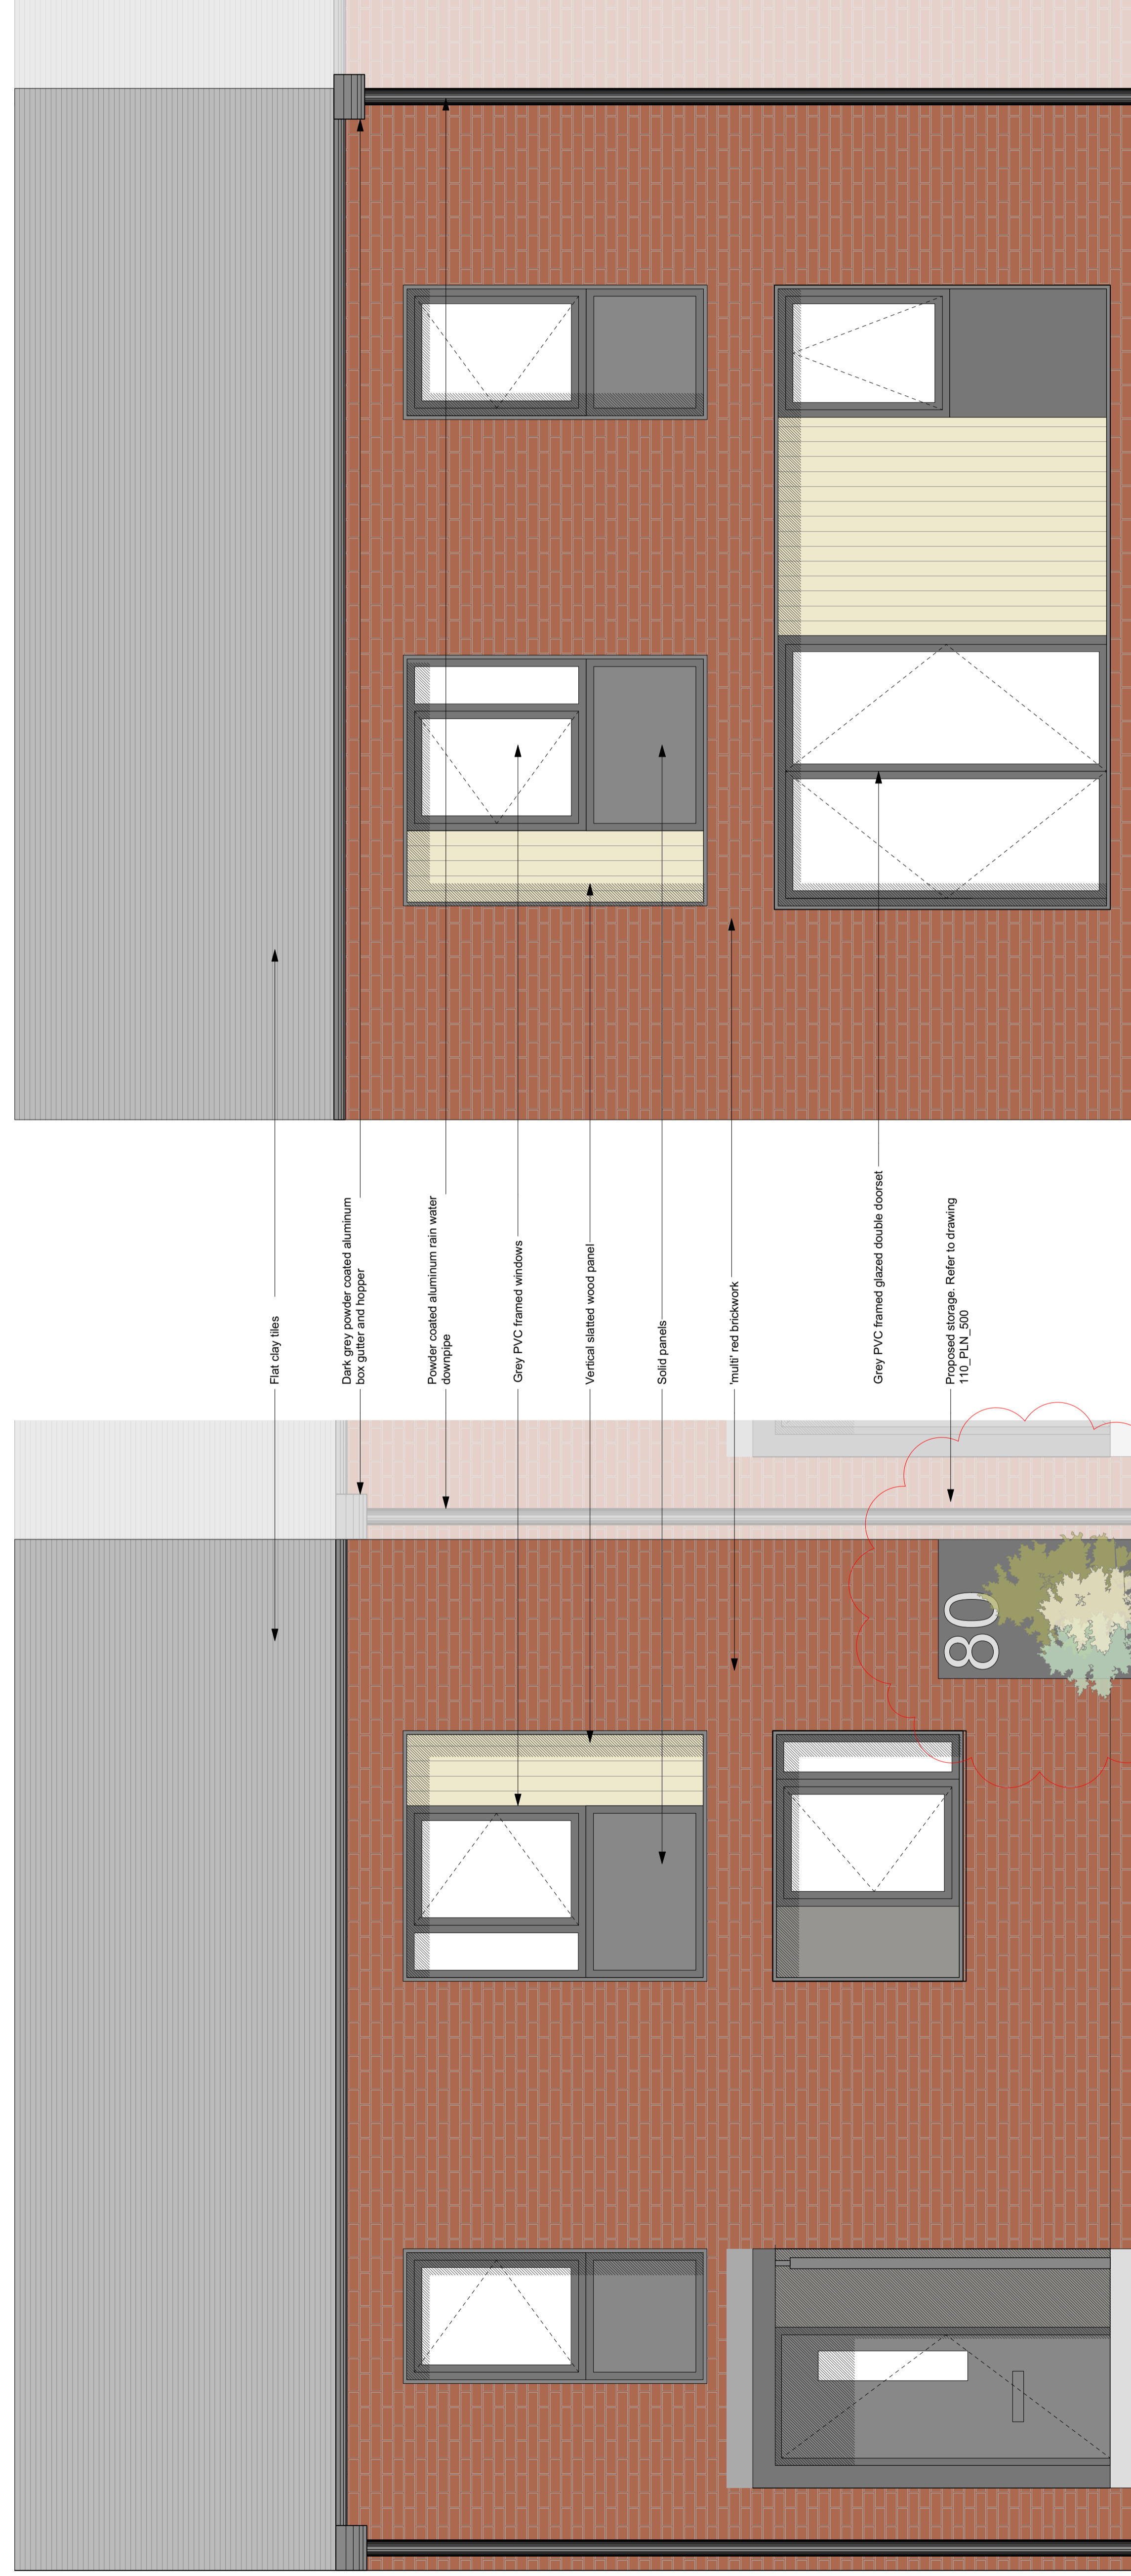 Flat clay tiles
Dark grey powder coated aluminum
box gutter and hopper
Powder coated aluminum rain water
downpipe
Grey PVC framed windows
Vertical slatted wood panel
Solid panels
'multi' red brickwork
Grey PVC framed glazed double doorset
Proposed storage. Refer to drawing
110_PLN_500
80